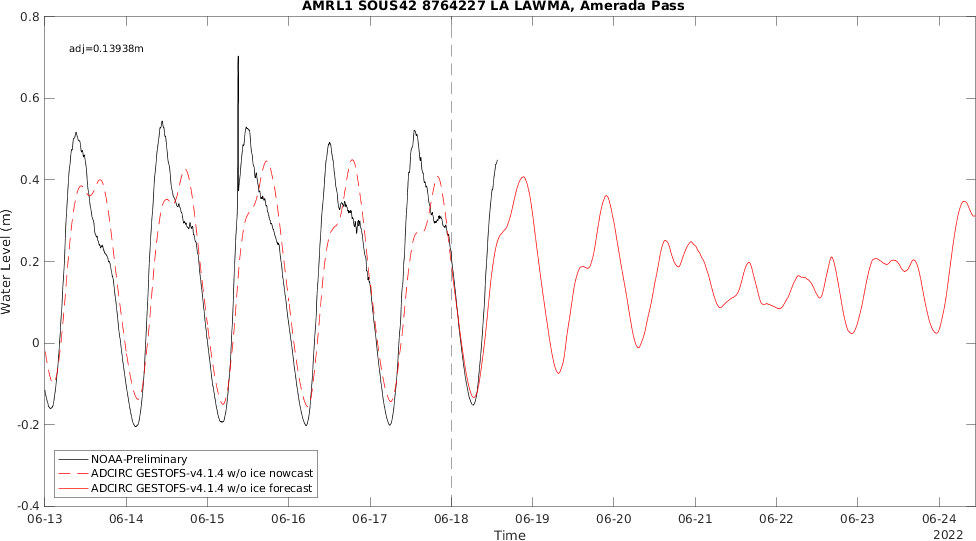 AMRL1 SOUS42 8764227 LA LAWMA, Amerada Pass
adj=0.13938m
Water Level (m)
0.8
0.6
0.4
0.2
0
-0.2
-0.4
NOAA-Preliminary
ADCIRC GESTOFS-v4.1.4 w/o ice nowcast
ADCIRC GESTOFS-v4.1.4 w/o ice forecast
06-13 06-14 06-15 06-16 06-17 06-18 06-19 06-20 06-21 06-22 06-23 06-24
Time
2022